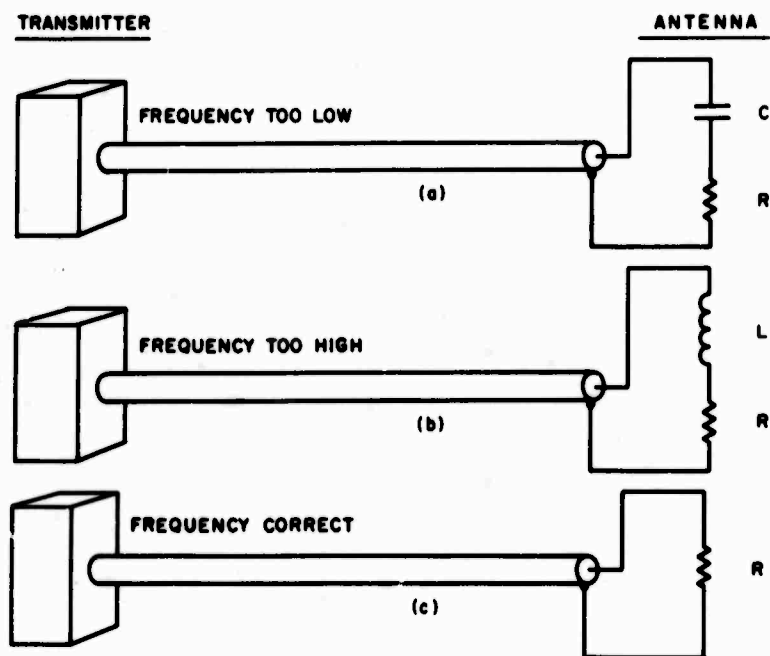 TRANSMITTER
ANTENNA
FREQUENCY TOO LOW
C
(a)
R
FREQUENCY TOO HIGH
L
(b)
R
FREQUENCY CORRECT
R
(c)